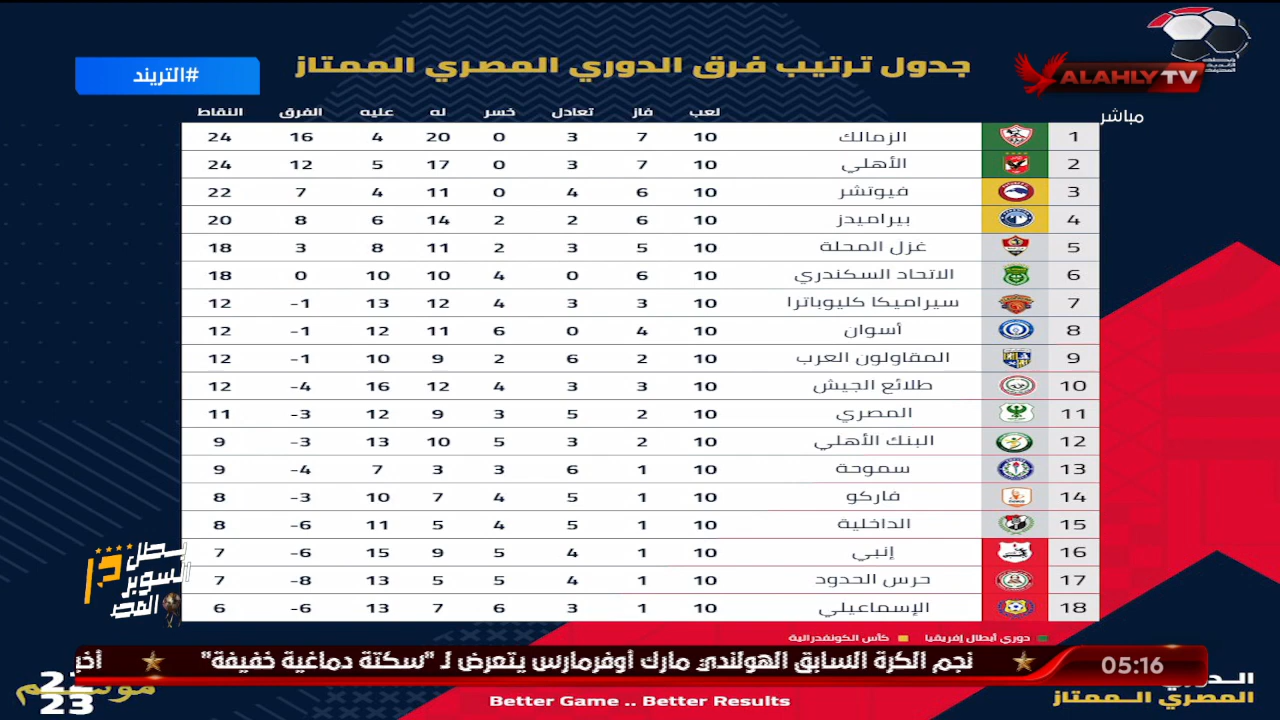 جدول ترتيب فرق الدوري المصري الممتاز
#التريند
ALAHLY TV
مباشر
لعب فاز تعادل خسر له عليه الفرق النقاط
1 الزمالك 10 7 3 0 20 4 16 24
2 الأهلي 10 7 3 0 17 5 12 24
3 فيوتشر 10 6 4 0 11 4 7 22
4 بيراميدز 10 6 2 2 14 6 8 20
5 غزل المحلة 10 5 3 2 11 8 3 18
6 الاتحاد السكندري 10 6 0 4 10 10 0 18
7 سيراميكا كليوباترا 10 3 3 4 12 13 -1 12
8 أسوان 10 4 0 6 11 12 -1 12
9 المقاولون العرب 10 2 6 2 9 10 -1 12
10 طلائع الجيش 10 3 3 4 12 16 -4 12
11 المصري 10 2 5 3 9 12 -3 11
12 البنك الأهلي 10 2 3 5 10 13 -3 9
13 سموحة 10 1 6 3 3 7 -4 9
14 فاركو 10 1 5 4 7 10 -3 8
15 الداخلية 10 1 5 4 5 11 -6 8
16 إنبي 10 1 4 5 9 15 -6 7
17 حرس الحدود 10 1 4 5 5 13 -8 7
18 الإسماعيلي 10 1 3 6 7 13 -6 6
بطل
السوبر
المصر
دوري أبطال إفريقيا كأس الكونفدرالية
05:16
نجم الكرة السابق الهولندي مارك أوفرمارس يتعرض لـ "سكتة دماغية خفيفة"
الدوري
المصري الممتاز
Better Game .. Better Results
موسم
22
23